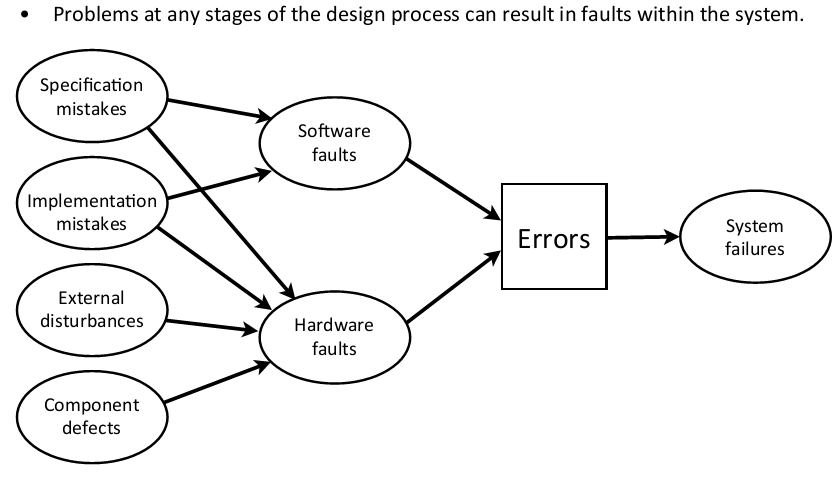 • Problems at any stages of the design process can result in faults within the system.
Specification
mistakes
Implementation
mistakes
External
disturbances
Component
defects
Software
faults
Hardware
faults
Errors
System
failures